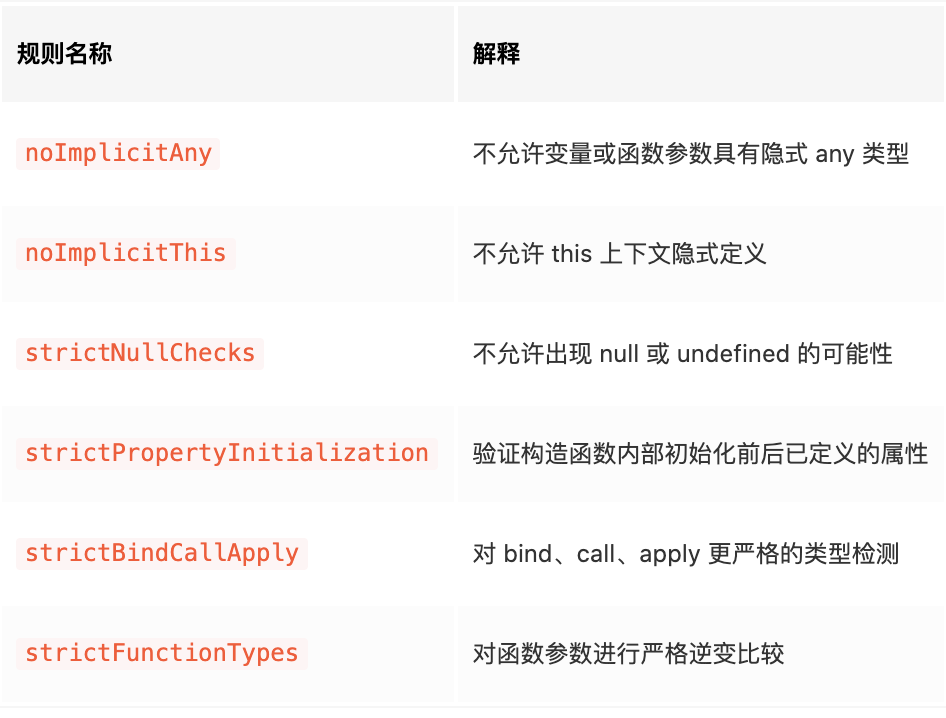 规则名称 解释
noImplicitAny 不允许变量或函数参数具有隐式 any 类型
noImplicitThis 不允许 this 上下文隐式定义
strictNullChecks 不允许出现 null 或 undefined 的可能性
strictPropertyInitialization 验证构造函数内部初始化前后已定义的属性
strictBindCallApply 对 bind、call、apply 更严格的类型检测
strictFunctionTypes 对函数参数进行严格逆变比较